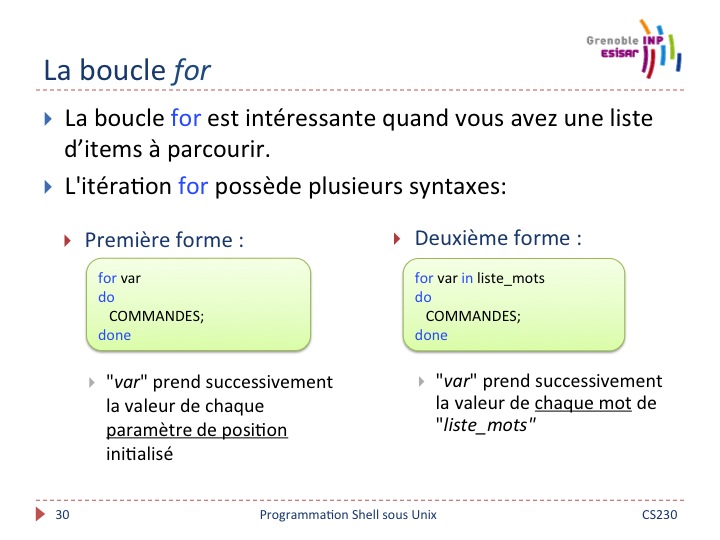 Grenoble INP
esisar
La boucle for
La boucle for est intéressante quand vous avez une liste
d’items à parcourir.
L'itération for possède plusieurs syntaxes:
Première forme :
for var
do
COMMANDES;
done
"var" prend successivement
la valeur de chaque
paramètre de position
initialisé
Deuxième forme :
for var in liste_mots
do
COMMANDES;
done
"var" prend successivement
la valeur de chaque mot de
"liste_mots"
30
Programmation Shell sous Unix
CS230